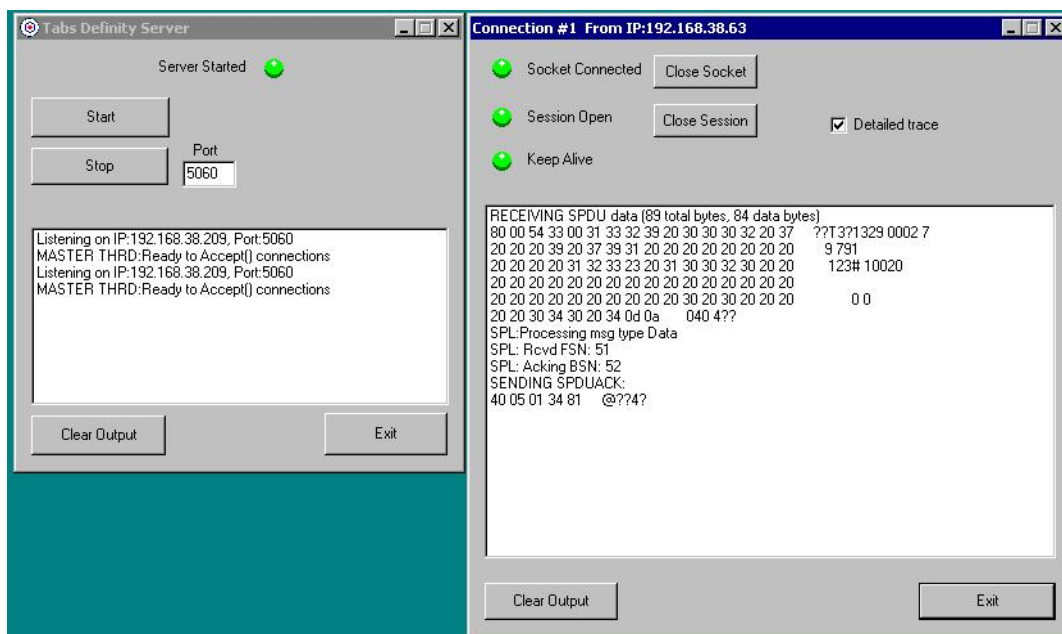 Tabs Definity Server
Server Started
Start
Stop
Port
5060
Listening on IP:192.168.38.209, Port:5060
MASTER THRD:Ready to Accept() connections
Listening on IP:192.168.38.209, Port:5060
MASTER THRD:Ready to Accept() connections
Clear Output
Exit
Connection #1 From IP:192.168.38.63
Socket Connected
Close Socket
Session Open
Close Session
Detailed trace
Keep Alive
RECEIVING SPDU data (89 total bytes, 84 data bytes)
80 00 54 33 00 31 33 32 39 20 30 30 30 32 20 37 ??T3?1329 0002 7
20 20 20 39 20 37 39 31 20 20 20 20 20 20 20 20 9 791
20 20 20 20 31 32 33 23 20 31 30 30 32 30 20 20 123# 10020
20 20 20 20 20 20 20 20 20 20 20 20 20 20 20 20
20 20 20 20 20 20 20 20 20 20 30 20 30 20 20 20 0 0
20 20 30 34 30 20 34 0d 0a 040 4??
SPL:Processing msg type Data
SPL: Rcvd FSN: 51
SPL: Acking BSN: 52
SENDING SPDUACK:
40 05 01 34 81 @??4?
Clear Output
Exit